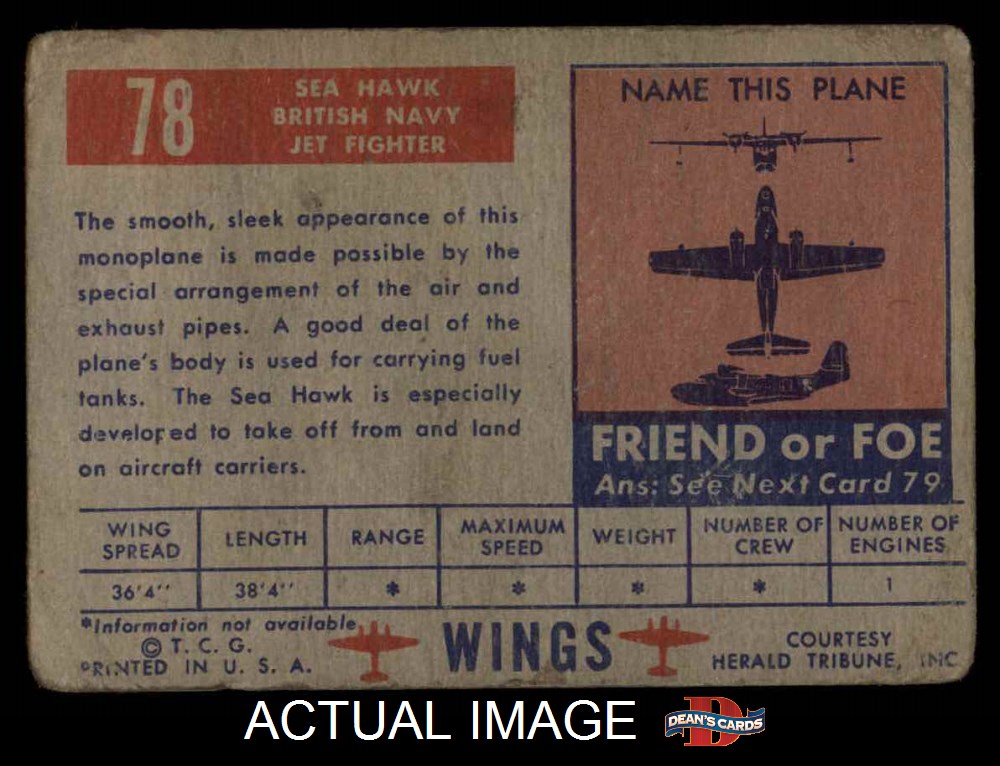 78
SEA HAWK
BRITISH NAVY
JET FIGHTER
The smooth, sleek appearance of this
monoplane is made possible by the
special arrangement of the air and
exhaust pipes. A good deal of the
plane's body is used for carrying fuel
tanks. The Sea Hawk is especially
developed to take off from and land
on aircraft carriers.
NAME THIS PLANE
FRIEND or FOE
Ans: See Next Card 79
WING SPREAD LENGTH RANGE MAXIMUM SPEED WEIGHT NUMBER OF CREW NUMBER OF ENGINES
36'4'' 38'4'' * * * * 1
*Information not available
© T. C. G.
PRINTED IN U. S. A.
WINGS
COURTESY
HERALD TRIBUNE, INC
ACTUAL IMAGE
DEAN'S CARDS